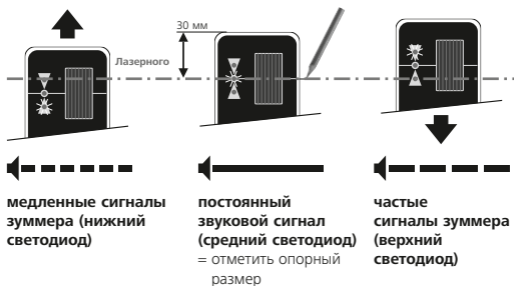 30 мм
Лазерного
медленные сигналы
зуммера (нижний
светодиод)
постоянный
звуковой сигнал
(средний светодиод)
= отметить опорный
размер
частые
сигналы зуммера
(верхний
светодиод)